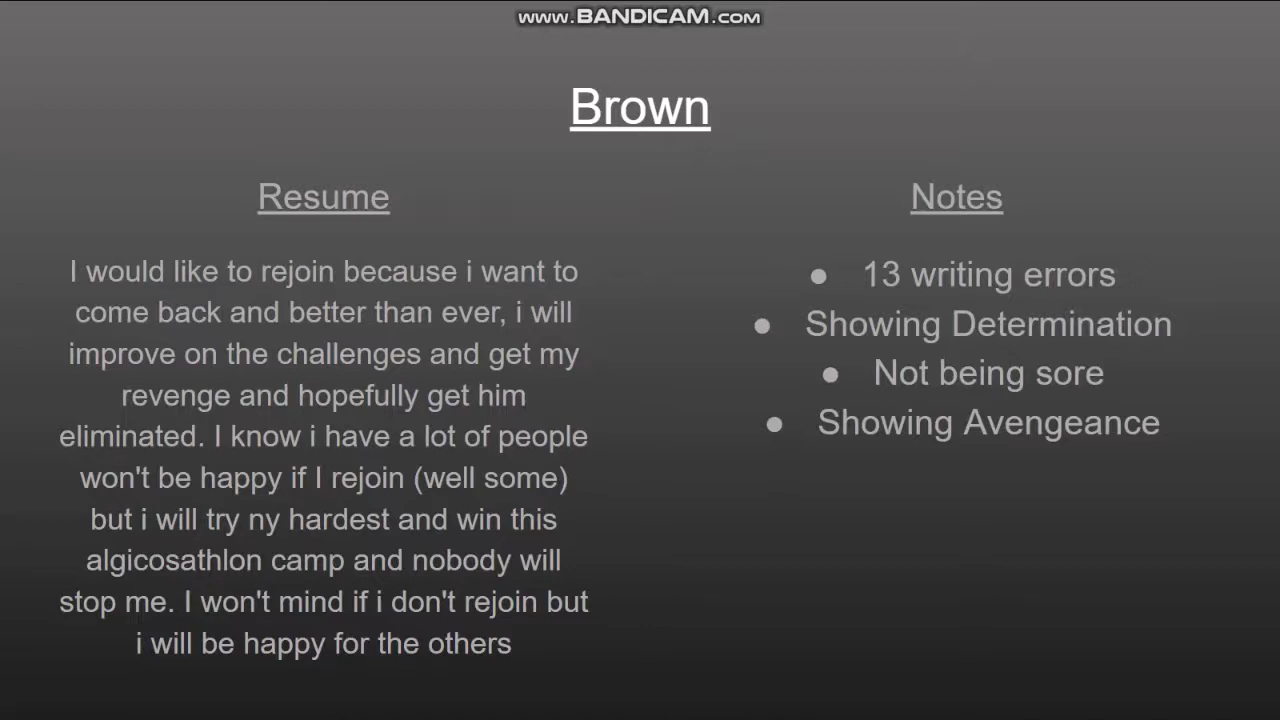 www.BANDICAM.com
Brown
Resume
I would like to rejoin because i want to
come back and better than ever, i will
improve on the challenges and get my
revenge and hopefully get him
eliminated. I know i have a lot of people
won't be happy if I rejoin (well some)
but i will try ny hardest and win this
algicosathlon camp and nobody will
stop me. I won't mind if i don't rejoin but
i will be happy for the others
Notes
● 13 writing errors
● Showing Determination
● Not being sore
● Showing Avengeance